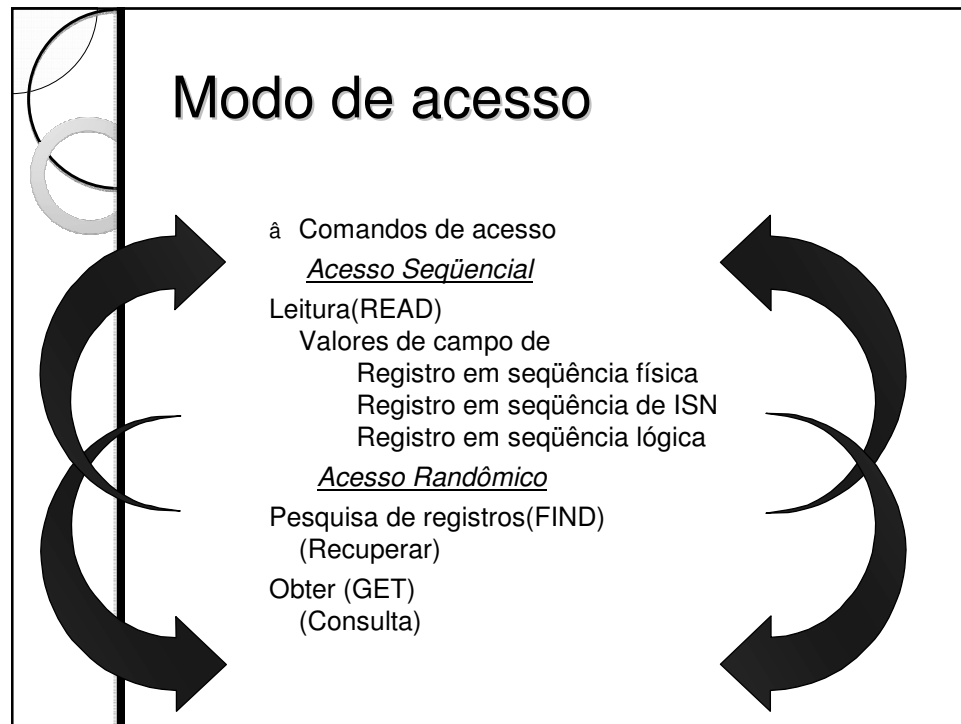 Modo de acesso
â Comandos de acesso
Acesso Seqüencial
Leitura(READ)
Valores de campo de
Registro em seqüência física
Registro em seqüência de ISN
Registro em seqüência lógica
Acesso Randômico
Pesquisa de registros(FIND)
(Recuperar)
Obter (GET)
(Consulta)